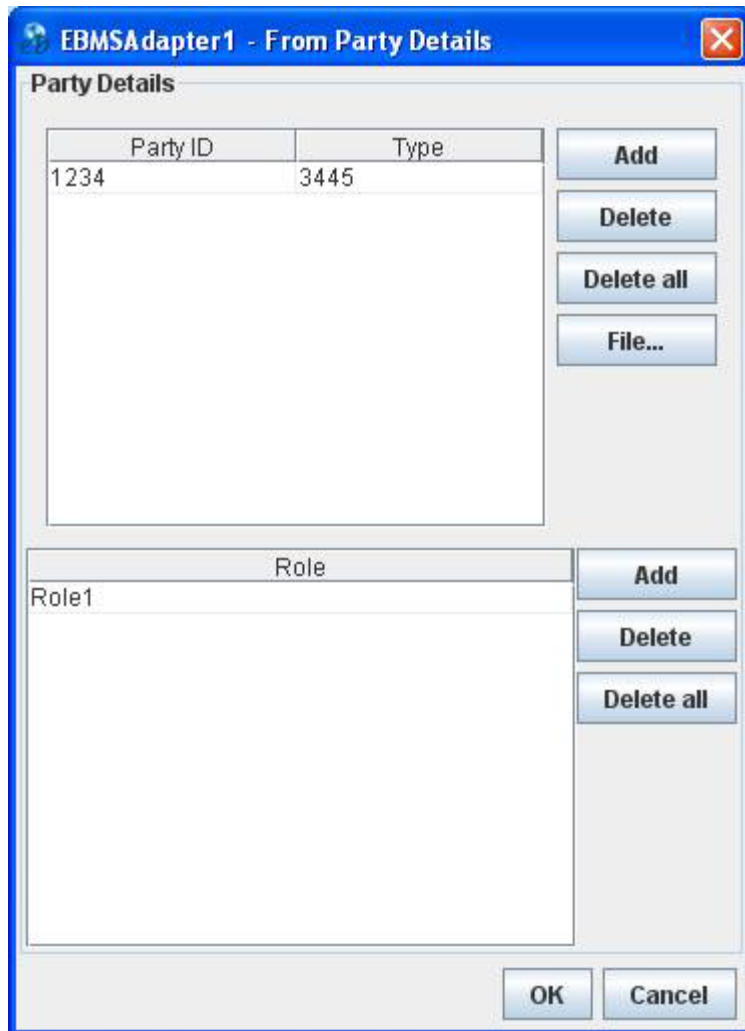 EBMSAdapter1 - From Party Details
Party Details
Party ID Type
1234 3445
Add
Delete
Delete all
File...
Role
Role1
Add
Delete
Delete all
OK Cancel